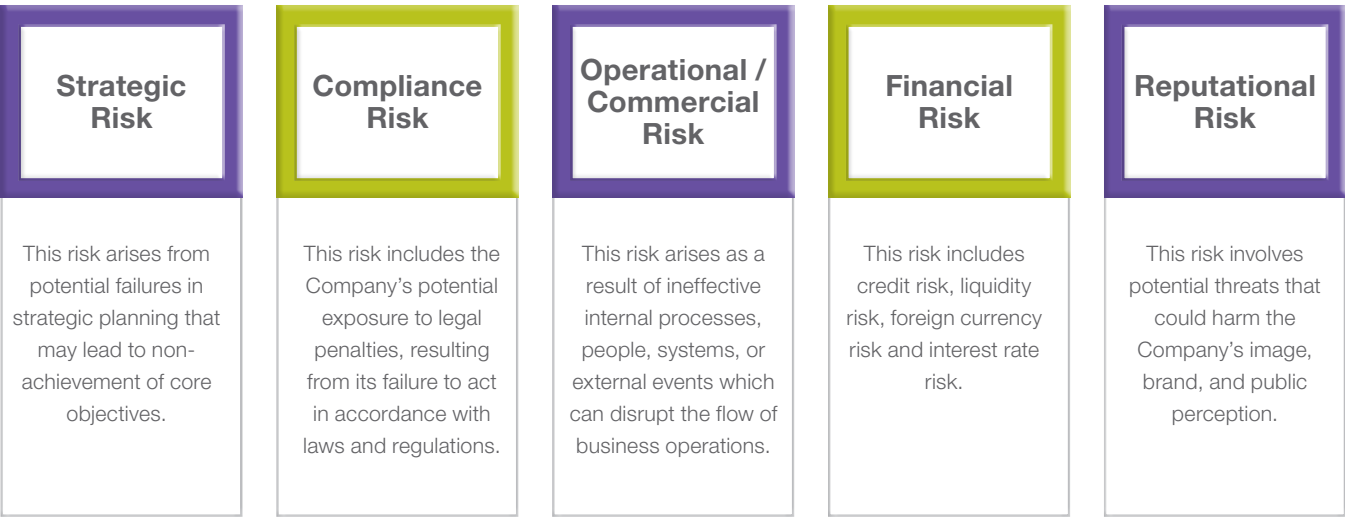 Strategic
Risk
This risk arises from
potential failures in
strategic planning that
may lead to non-
achievement of core
objectives.
Compliance
Risk
This risk includes the
Company’s potential
exposure to legal
penalties, resulting
from its failure to act
in accordance with
laws and regulations.
Operational /
Commercial
Risk
This risk arises as a
result of ineffective
internal processes,
people, systems, or
external events which
can disrupt the flow of
business operations.
Financial
Risk
This risk includes
credit risk, liquidity
risk, foreign currency
risk and interest rate
risk.
Reputational
Risk
This risk involves
potential threats that
could harm the
Company’s image,
brand, and public
perception.